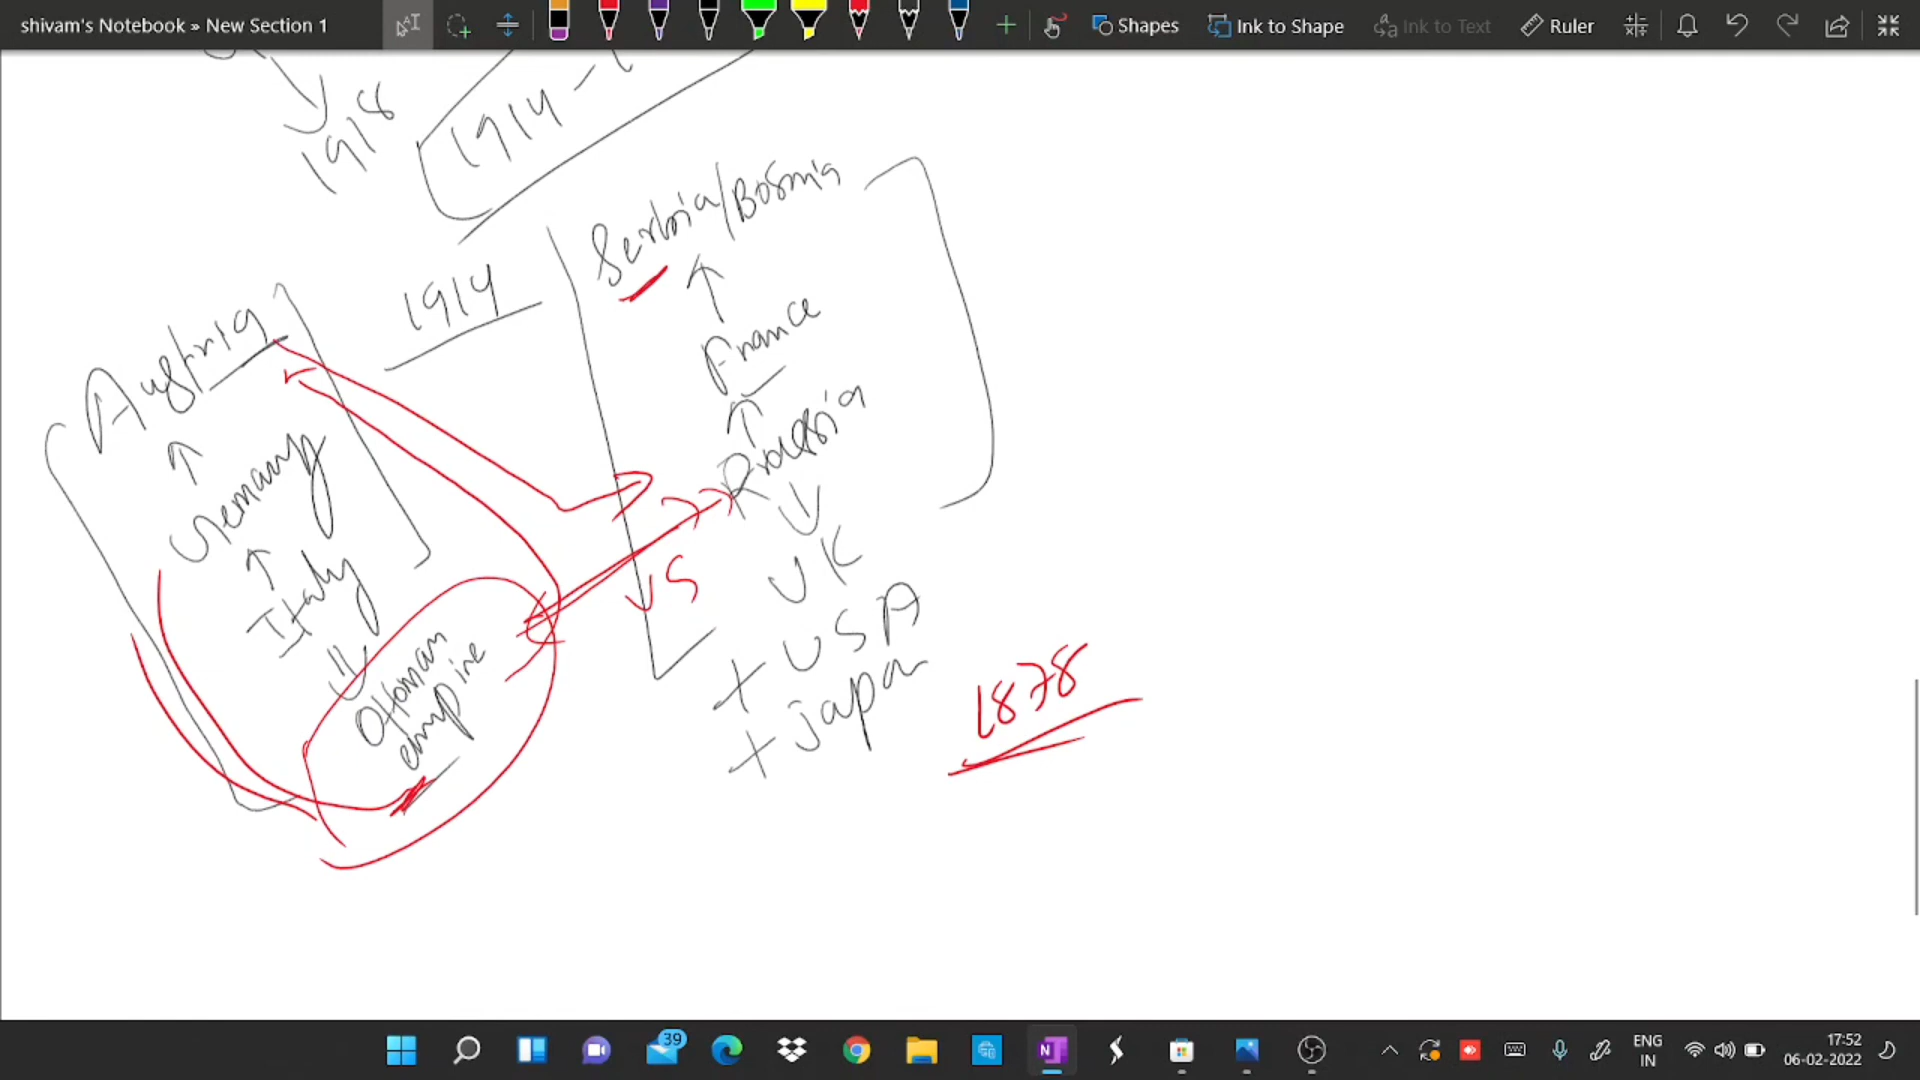 shivam's Notebook » New Section 1
Shapes
Ink to Shape
Ink to Text
Ruler
1918
1914 -
Serbia/Bosnia
1914
France
Austria
Russia
Germany
UK
VS
Italy
+ USA
Ottoman
empire
+ Japan
1878
39
ENG
IN
17:52
06-02-2022